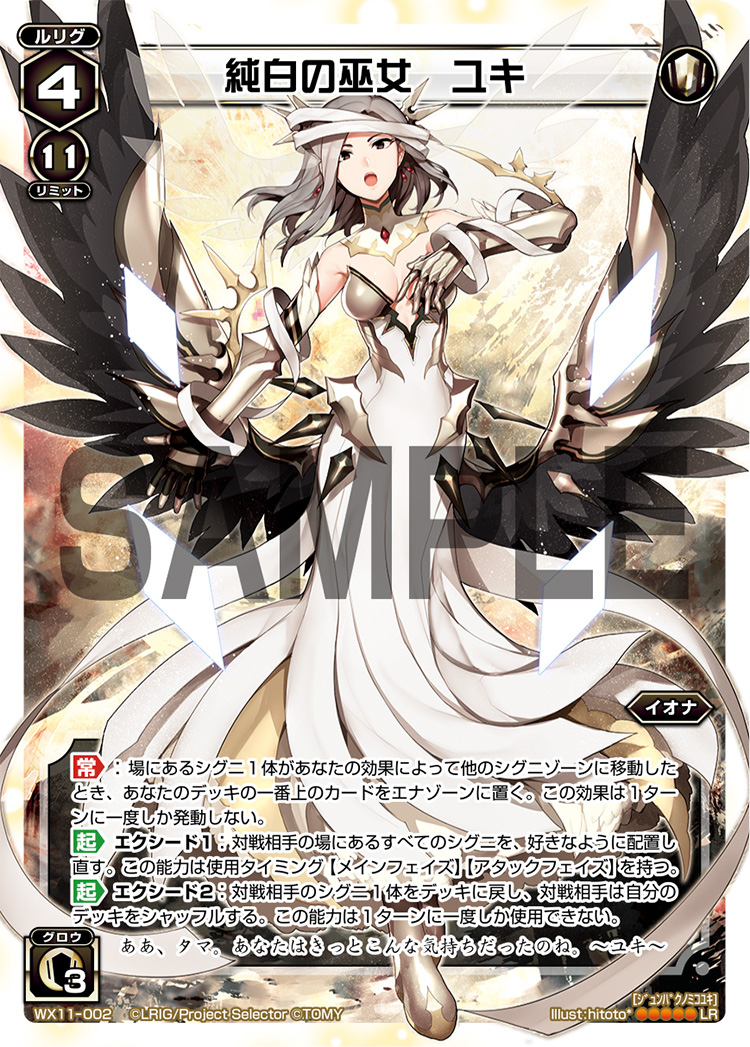 ルリグ
4
純白の巫女 ユキ
11
リミット
SAMPLE
イオナ
常：場にあるシグニ１体があなたの効果によって他のシグニゾーンに移動した
とき、あなたのデッキの一番上のカードをエナゾーンに置く。この効果は１ター
ンに一度しか発動しない。
起 エクシード1：対戦相手の場にあるすべてのシグニを、好きなように配置し
直す。この能力は使用タイミング【メインフェイズ】【アタックフェイズ】を持つ。
起 エクシード2：対戦相手のシグニ１体をデッキに戻し、対戦相手は自分の
デッキをシャッフルする。この能力は１ターンに一度しか使用できない。
ああ、タマ。あなたはきっとこんな気持ちだったのね。～ユキ～
グロウ
3
[ジュンパクノミコユキ]
WX11-002 ©LRIG/Project Selector ©TOMY Illust:hitoto* LR